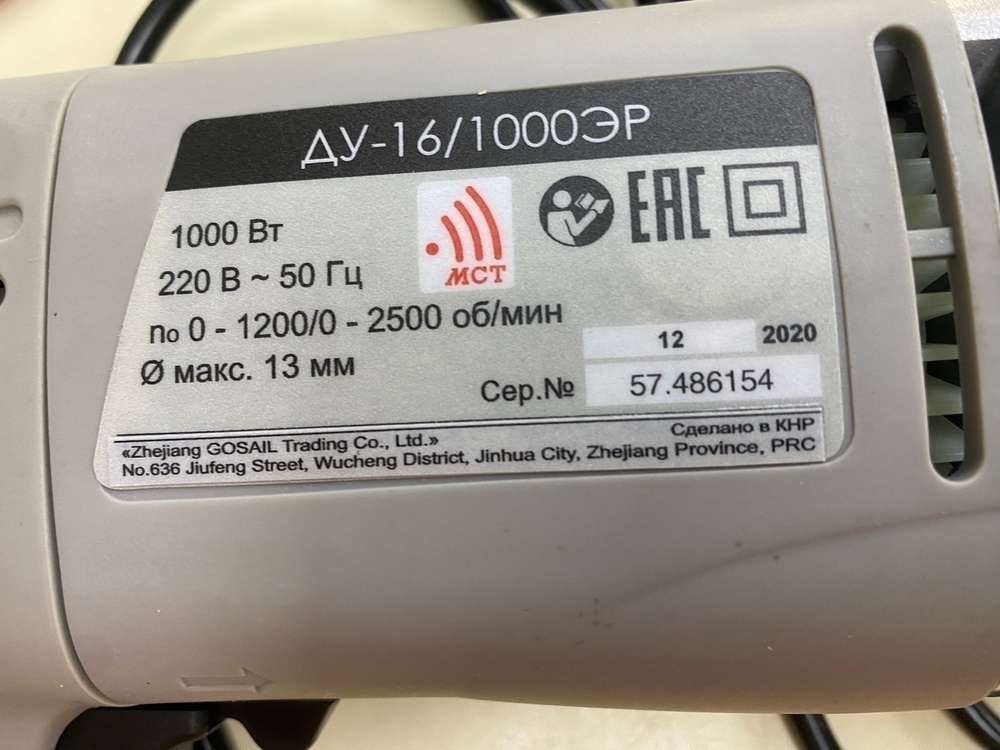 ДУ-16/1000ЭР
1000 Вт
220 В ~ 50 Гц
МСТ
ЕАС
n₀ 0 - 1200/0 - 2500 об/мин
Ø макс. 13 мм
12 2020
Сер.№ 57.486154
Сделано в КНР
«Zhejiang GOSAIL Trading Co., Ltd.»
No.636 Jiufeng Street, Wucheng District, Jinhua City, Zhejiang Province, PRC